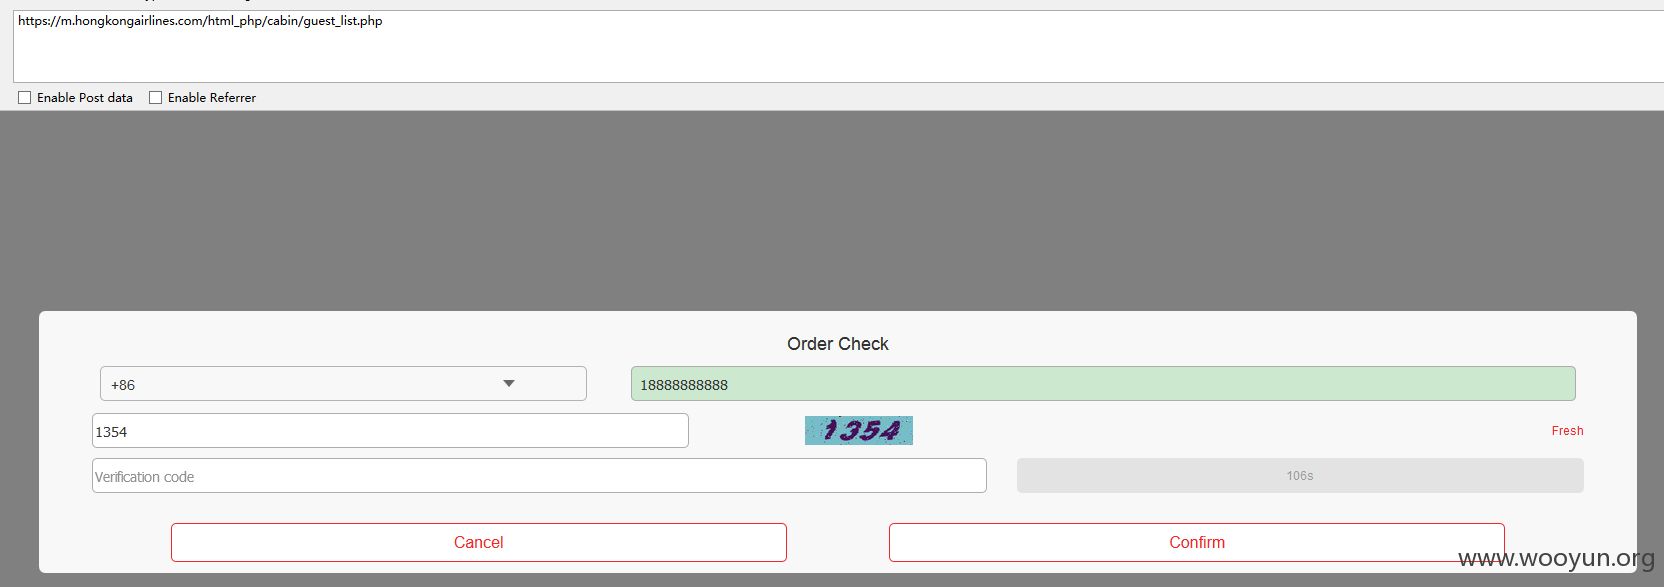 https://m.hongkongairlines.com/html_php/cabin/guest_list.php
Enable Post data Enable Referrer
Order Check
+86 18888888888
1354 1354 Fresh
Verification code 106s
Cancel Confirm
www.wooyun.org